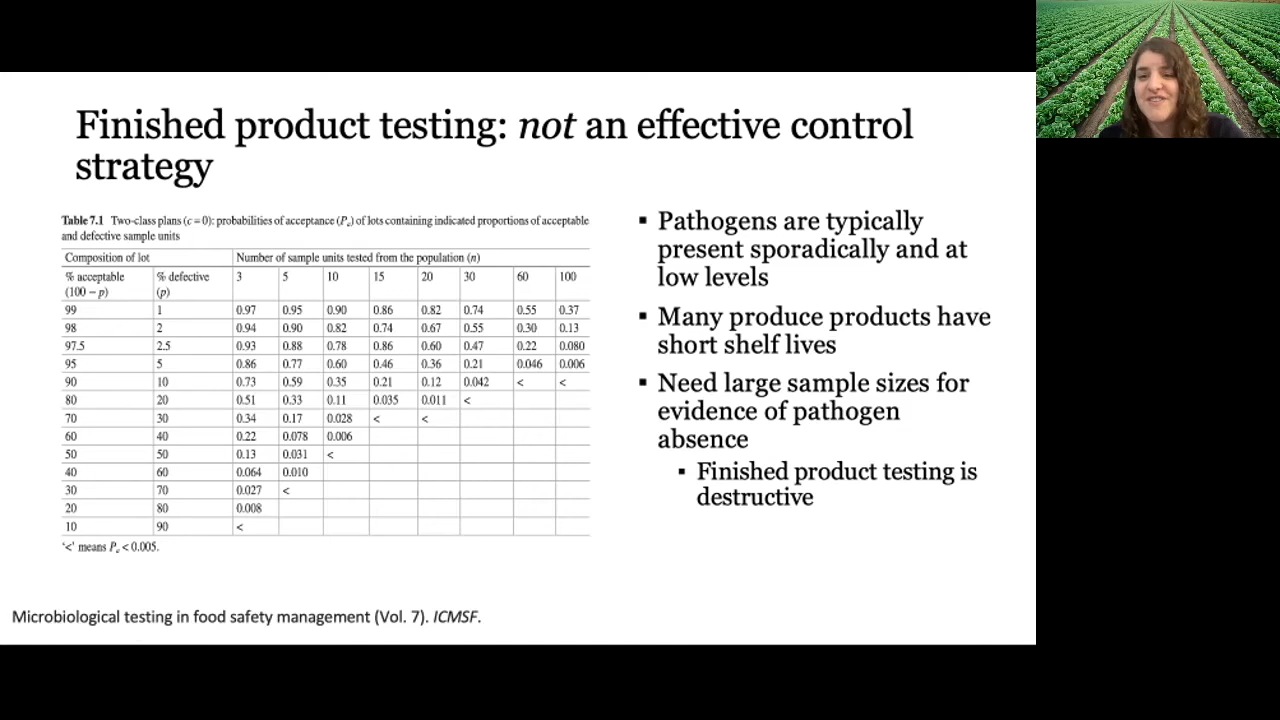 Finished product testing: not an effective control
strategy
Table 7.1 Two-class plans (c = 0): probabilities of acceptance (Pa) of lots containing indicated proportions of acceptable
and defective sample units
Composition of lot Number of sample units tested from the population (n)
% acceptable % defective 3 5 10 15 20 30 60 100
(100 – p) (p)
99 1 0.97 0.95 0.90 0.86 0.82 0.74 0.55 0.37
98 2 0.94 0.90 0.82 0.74 0.67 0.55 0.30 0.13
97.5 2.5 0.93 0.88 0.78 0.86 0.60 0.47 0.22 0.080
95 5 0.86 0.77 0.60 0.46 0.36 0.21 0.046 0.006
90 10 0.73 0.59 0.35 0.21 0.12 0.042 < <
80 20 0.51 0.33 0.11 0.035 0.011 <
70 30 0.34 0.17 0.028 < <
60 40 0.22 0.078 0.006
50 50 0.13 0.031 <
40 60 0.064 0.010
30 70 0.027 <
20 80 0.008
10 90 <
'<' means Pa < 0.005.
▪ Pathogens are typically
present sporadically and at
low levels
▪ Many produce products have
short shelf lives
▪ Need large sample sizes for
evidence of pathogen
absence
▪ Finished product testing is
destructive
Microbiological testing in food safety management (Vol. 7). ICMSF.